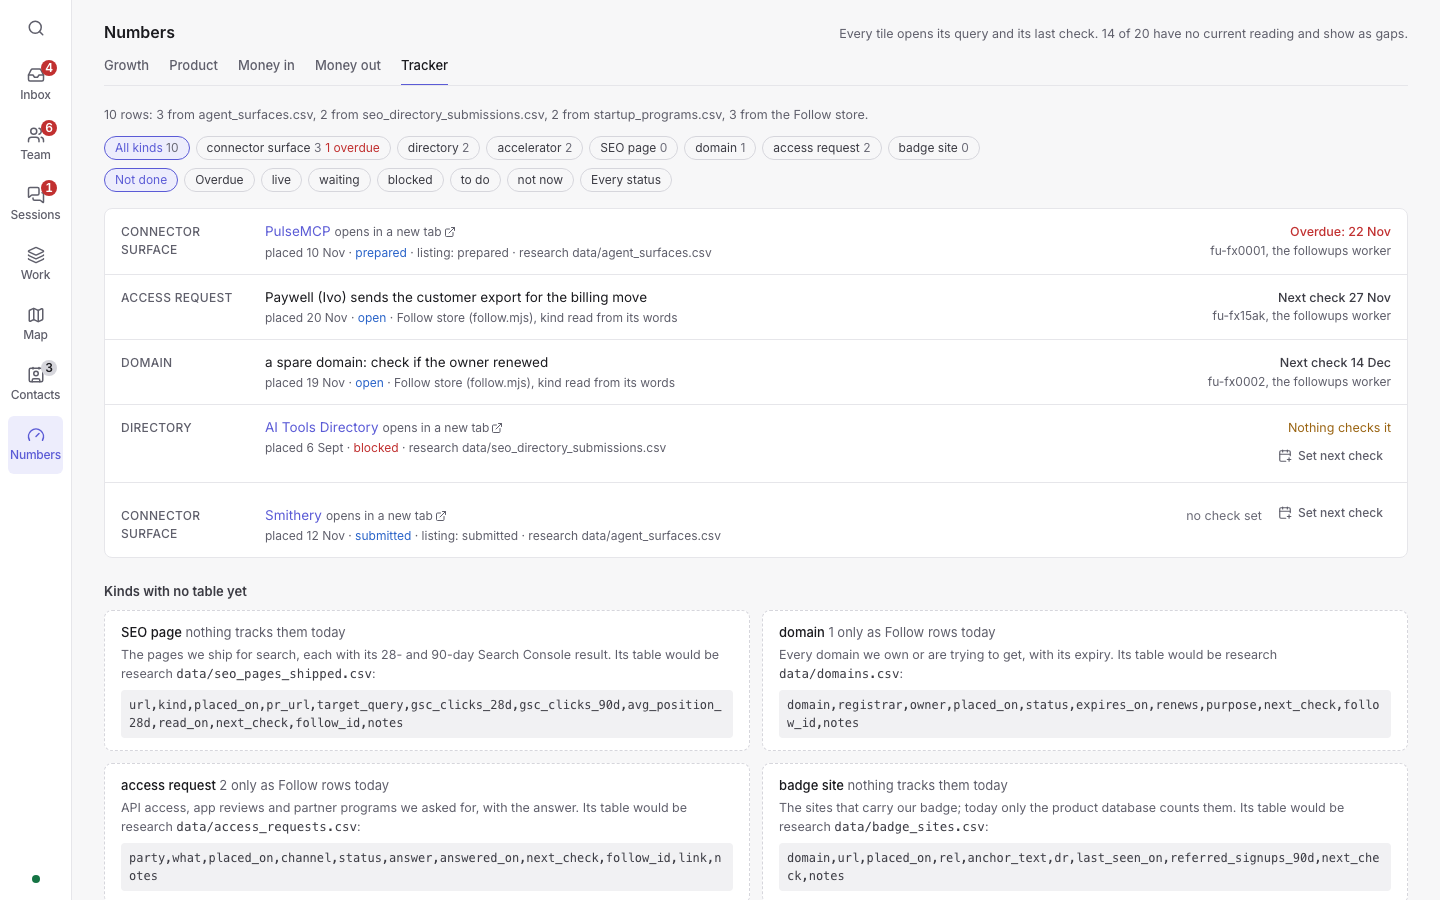 Numbers
Every tile opens its query and its last check. 14 of 20 have no current reading and show as gaps.
Growth Product Money in Money out Tracker
4
Inbox
6
Team
1
Sessions
Work
Map
3
Contacts
Numbers
10 rows: 3 from agent_surfaces.csv, 2 from seo_directory_submissions.csv, 2 from startup_programs.csv, 3 from the Follow store.
All kinds 10 connector surface 3 1 overdue directory 2 accelerator 2 SEO page 0 domain 1 access request 2 badge site 0
Not done Overdue live waiting blocked to do not now Every status
CONNECTOR
SURFACE
PulseMCP opens in a new tab
placed 10 Nov · prepared · listing: prepared · research data/agent_surfaces.csv
Overdue: 22 Nov
fu-fx0001, the followups worker
ACCESS REQUEST
Paywell (Ivo) sends the customer export for the billing move
placed 20 Nov · open · Follow store (follow.mjs), kind read from its words
Next check 27 Nov
fu-fx15ak, the followups worker
DOMAIN
a spare domain: check if the owner renewed
placed 19 Nov · open · Follow store (follow.mjs), kind read from its words
Next check 14 Dec
fu-fx0002, the followups worker
DIRECTORY
AI Tools Directory opens in a new tab
placed 6 Sept · blocked · research data/seo_directory_submissions.csv
Nothing checks it
Set next check
CONNECTOR
SURFACE
Smithery opens in a new tab
placed 12 Nov · submitted · listing: submitted · research data/agent_surfaces.csv
no check set
Set next check
Kinds with no table yet
SEO page nothing tracks them today
The pages we ship for search, each with its 28- and 90-day Search Console result. Its table would be
research data/seo_pages_shipped.csv:
url,kind,placed_on,pr_url,target_query,gsc_clicks_28d,gsc_clicks_90d,avg_position_
28d,read_on,next_check,follow_id,notes
domain 1 only as Follow rows today
Every domain we own or are trying to get, with its expiry. Its table would be research
data/domains.csv:
domain,registrar,owner,placed_on,status,expires_on,renews,purpose,next_check,follo
w_id,notes
access request 2 only as Follow rows today
API access, app reviews and partner programs we asked for, with the answer. Its table would be
research data/access_requests.csv:
party,what,placed_on,channel,status,answer,answered_on,next_check,follow_id,link,n
otes
badge site nothing tracks them today
The sites that carry our badge; today only the product database counts them. Its table would be
research data/badge_sites.csv:
domain,url,placed_on,rel,anchor_text,dr,last_seen_on,referred_signups_90d,next_che
ck,notes